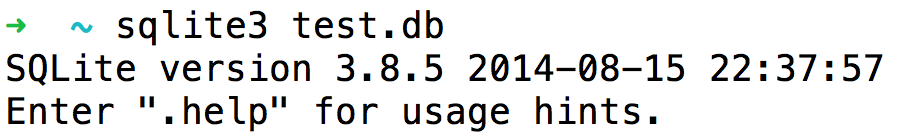 ➜  ~ sqlite3 test.db
SQLite version 3.8.5 2014-08-15 22:37:57
Enter ".help" for usage hints.